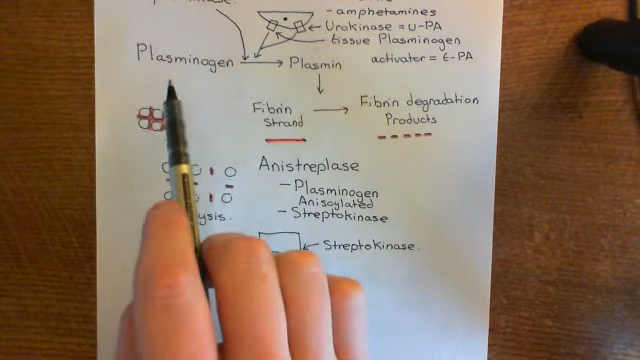 - amphetamines
Urokinase = u-PA
tissue Plasminogen
activator = t-PA
Plasminogen
Plasmin
Fibrin
Strand
Fibrin degradation
Products
Anistreplase
- Plasminogen
Anisoylated
- Streptokinase
Streptokinase.